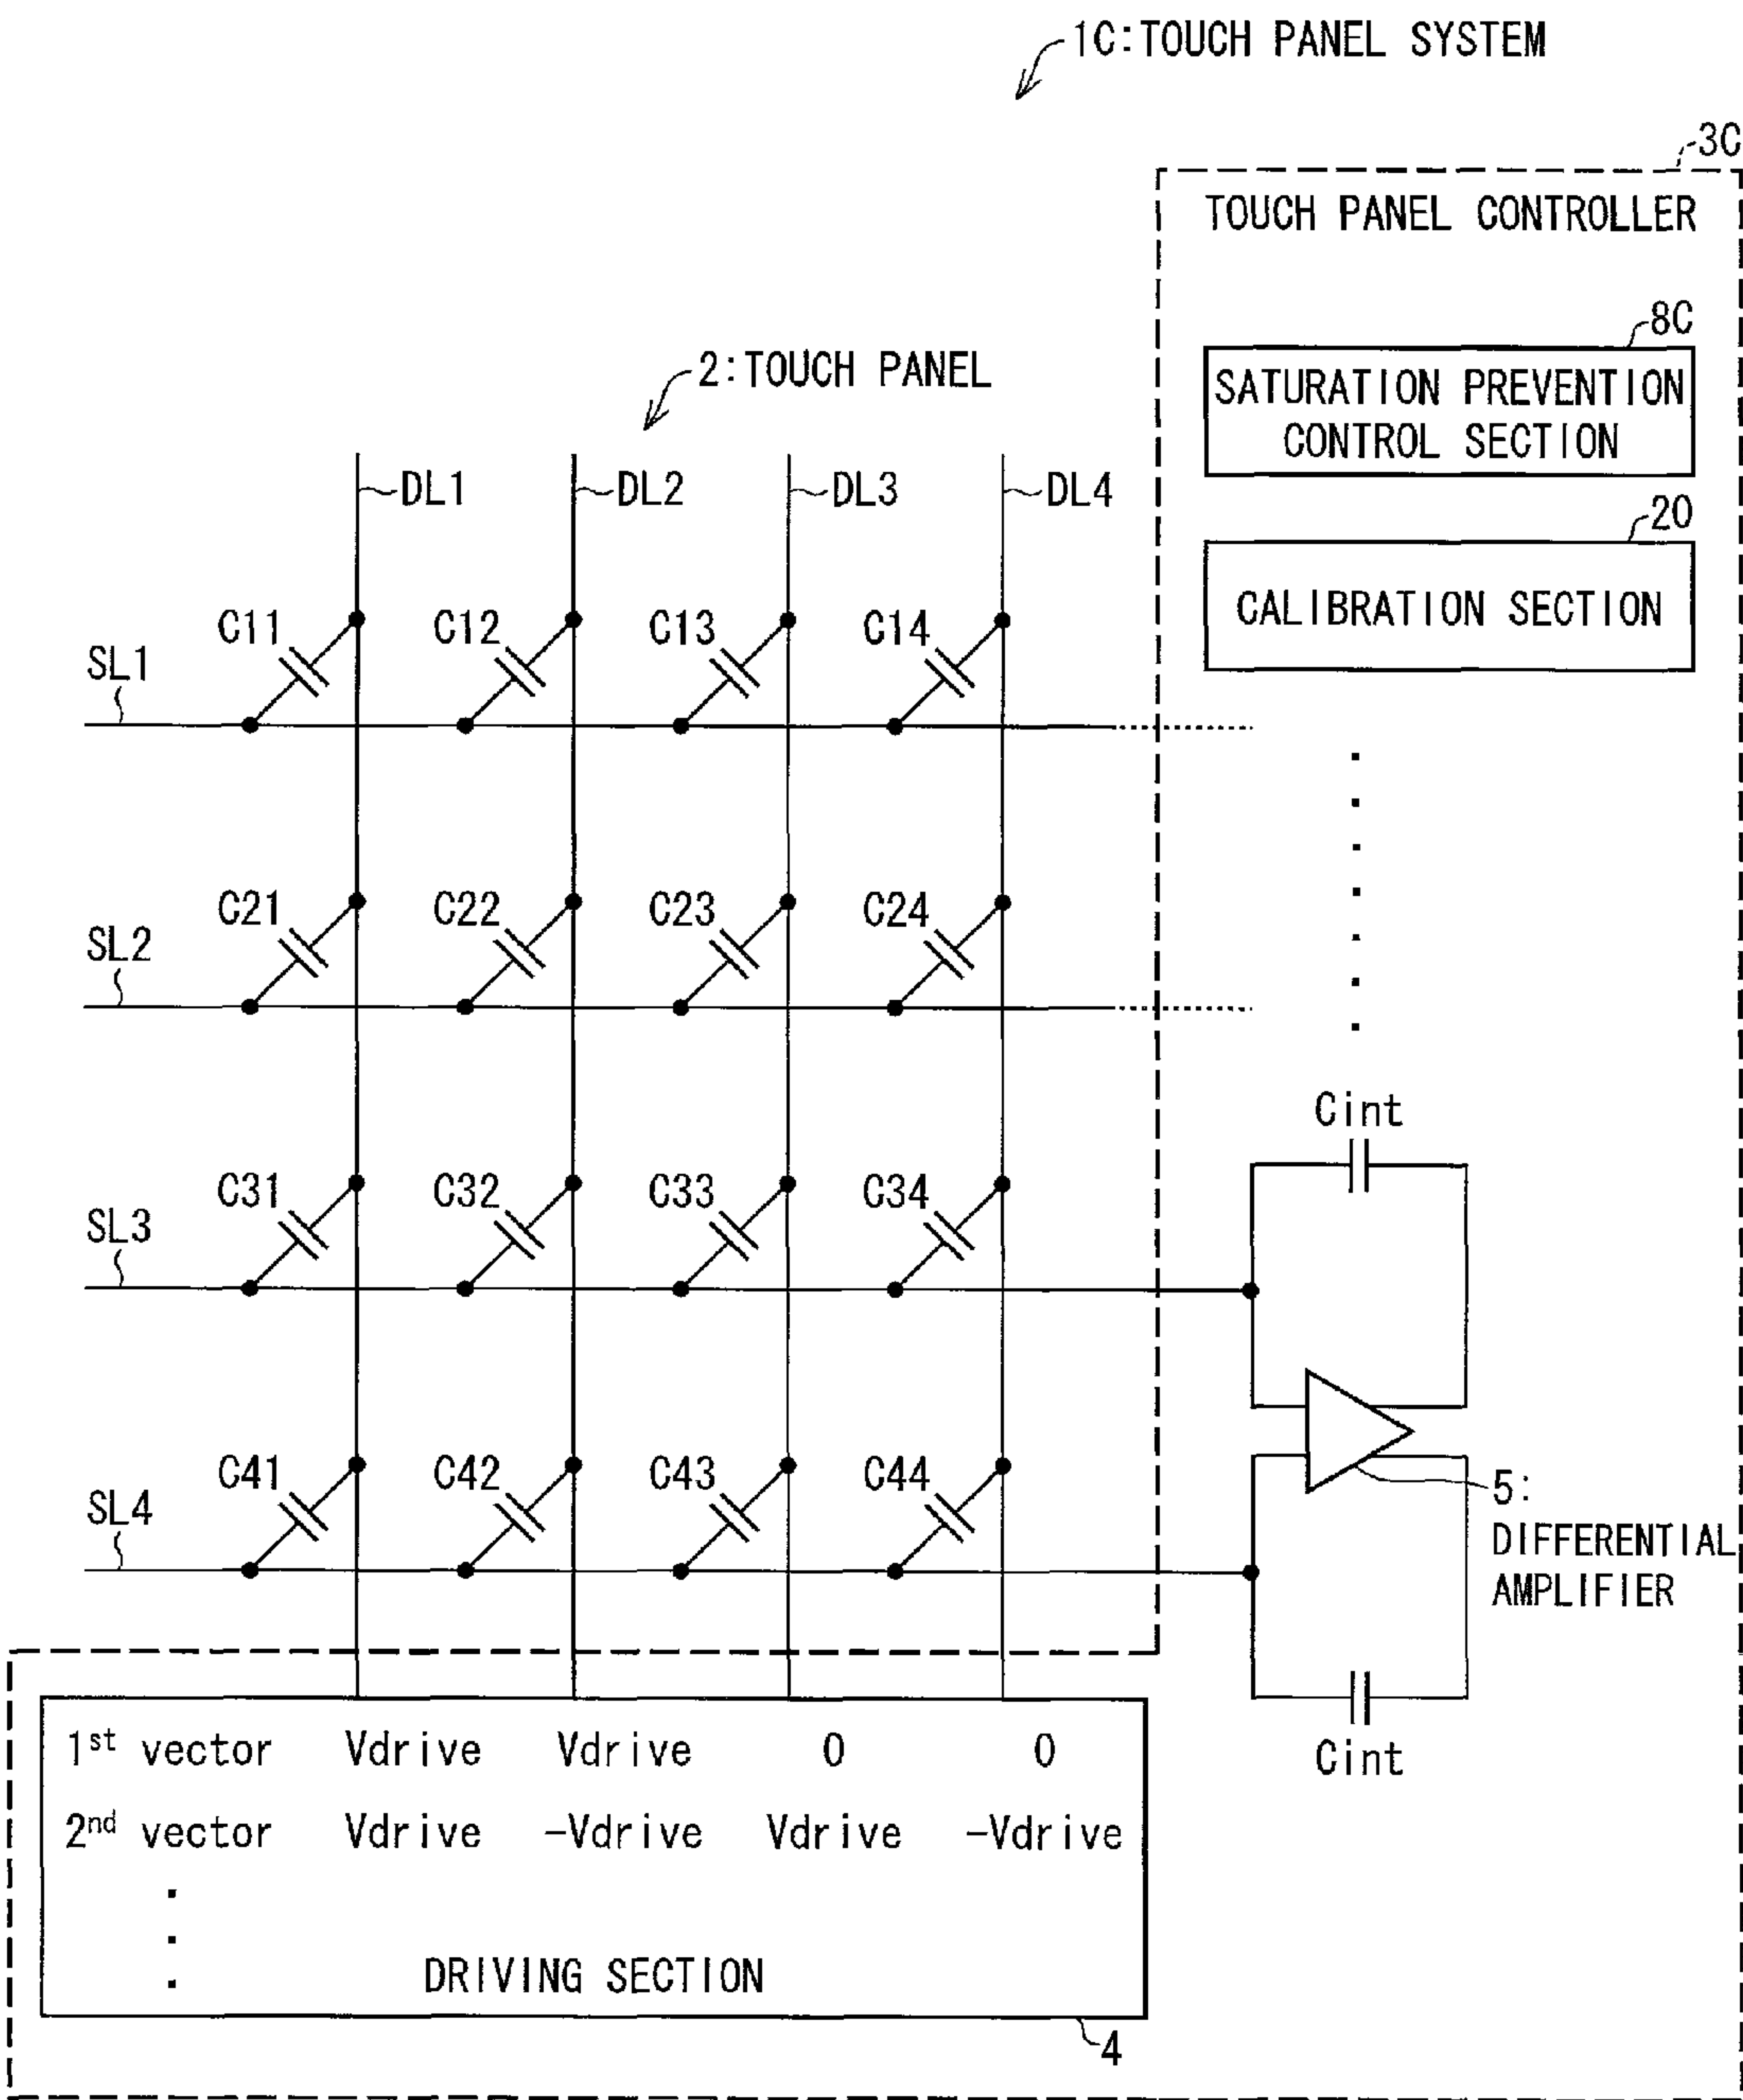 1C:TOUCH PANEL SYSTEM
3C
TOUCH PANEL CONTROLLER
8C
SATURATION PREVENTION
CONTROL SECTION
2:TOUCH PANEL
DL1 DL2 DL3 DL4
20
CALIBRATION SECTION
C11 C12 C13 C14
SL1
C21 C22 C23 C24
SL2
Cint
C31 C32 C33 C34
SL3
C41 C42 C43 C44
SL4
5:
DIFFERENTIAL
AMPLIFIER
1st vector Vdrive Vdrive 0 0
Cint
2nd vector Vdrive -Vdrive Vdrive -Vdrive
DRIVING SECTION
4